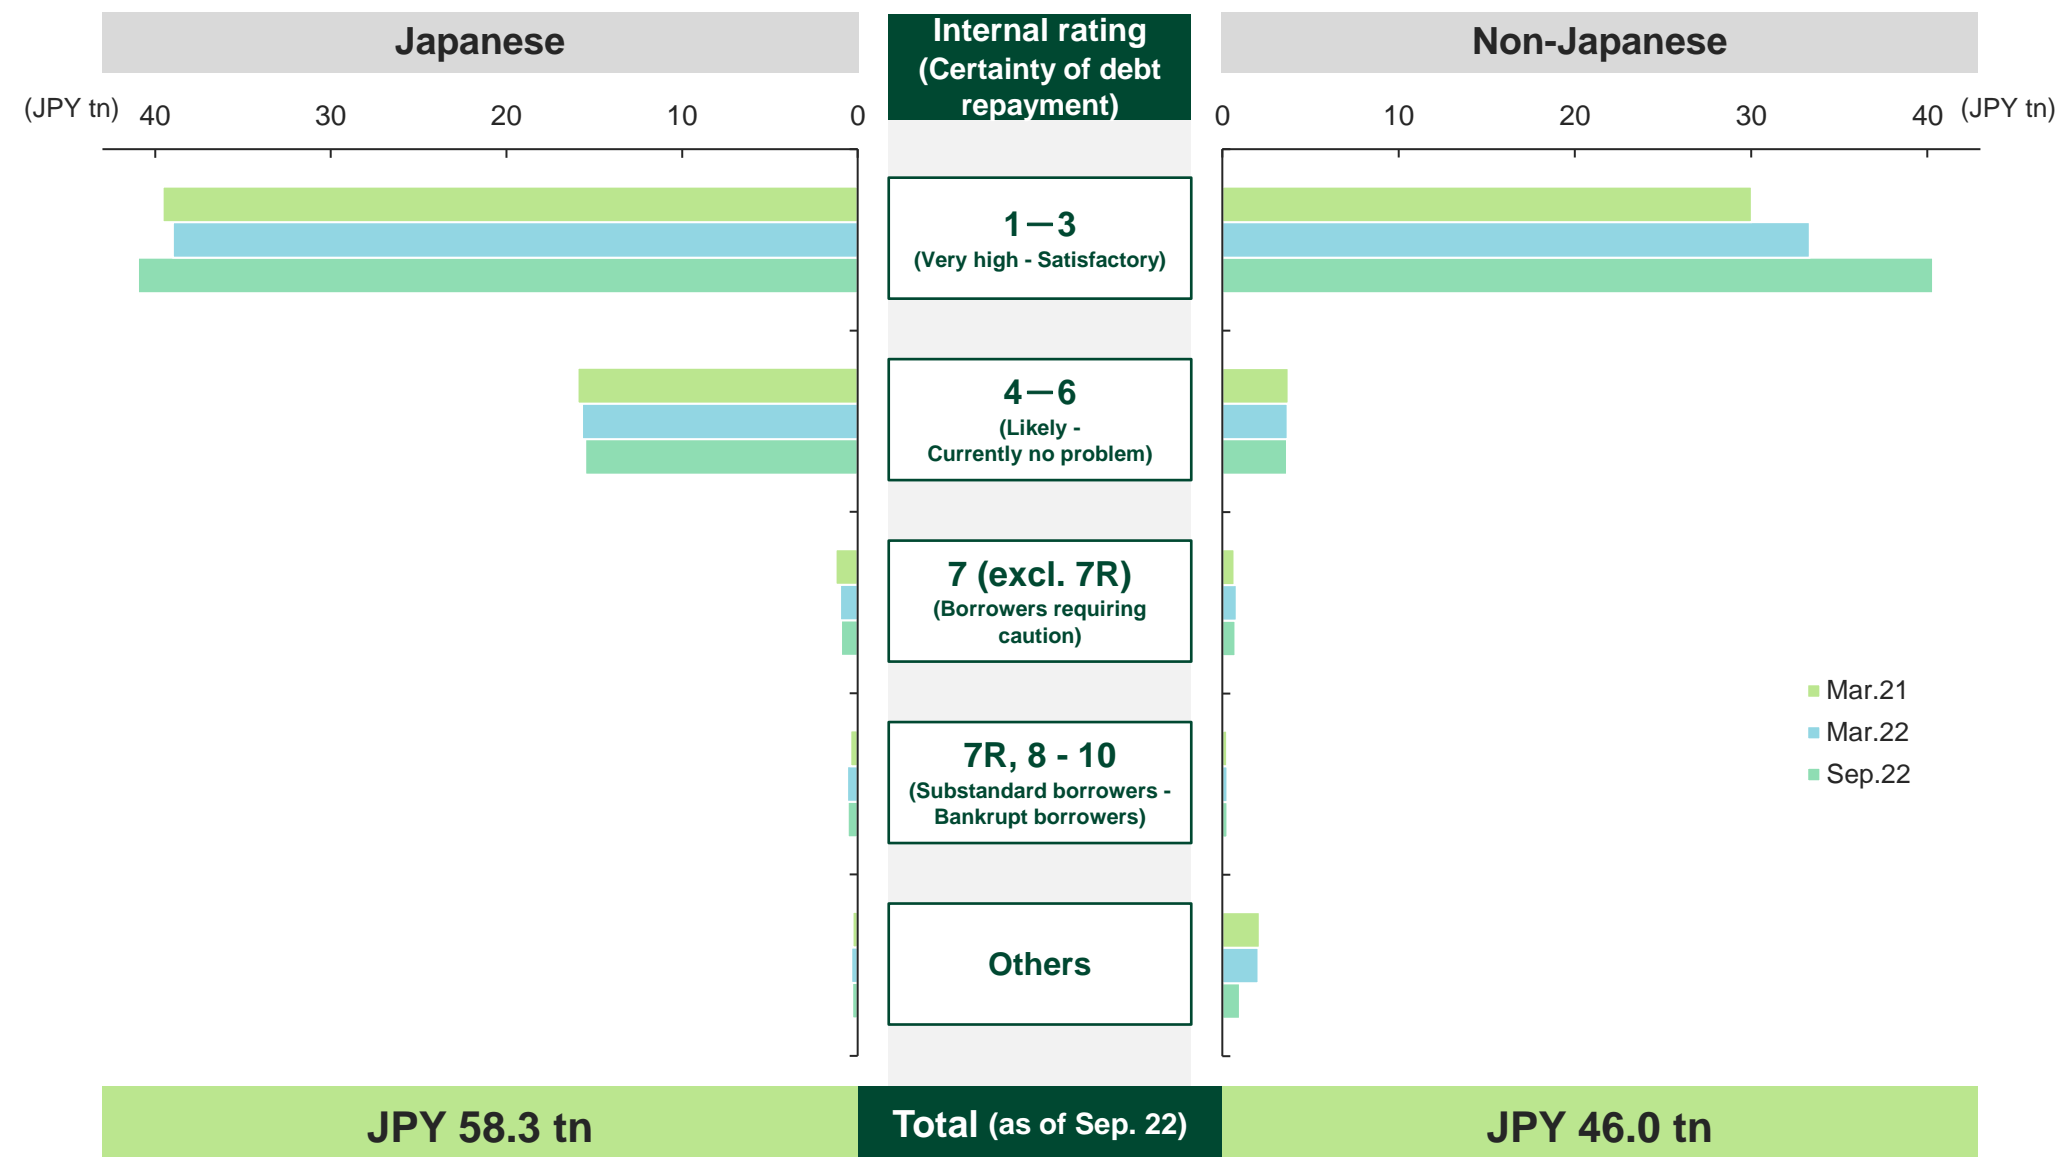 Japanese
Internal rating
(Certainty of debt
repayment)
Non-Japanese
(JPY tn) 40 30 20 10 0
0 10 20 30 40 (JPY tn)
1－3
(Very high - Satisfactory)
4－6
(Likely -
Currently no problem)
7 (excl. 7R)
(Borrowers requiring
caution)
7R, 8 - 10
(Substandard borrowers -
Bankrupt borrowers)
Others
Mar.21
Mar.22
Sep.22
JPY 58.3 tn
Total (as of Sep. 22)
JPY 46.0 tn